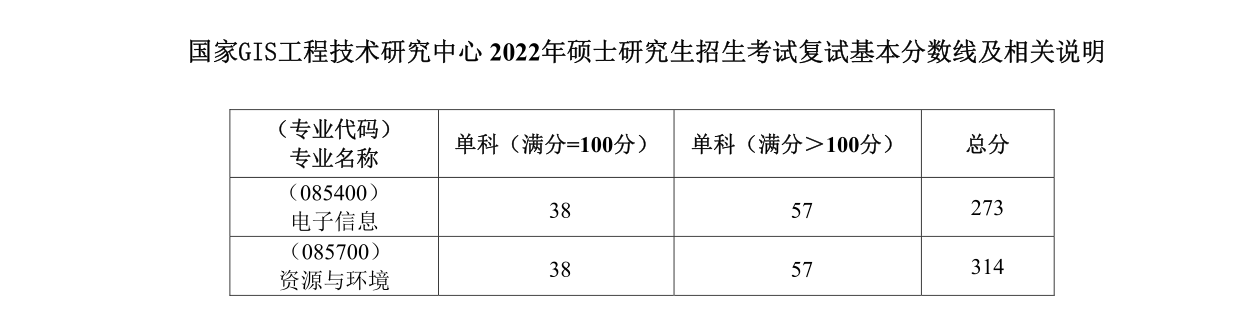 国家GIS工程技术研究中心 2022年硕士研究生招生考试复试基本分数线及相关说明
（专业代码）
专业名称
单科（满分=100分）
单科（满分＞100分）
总分
（085400）
电子信息
38
57
273
（085700）
资源与环境
38
57
314